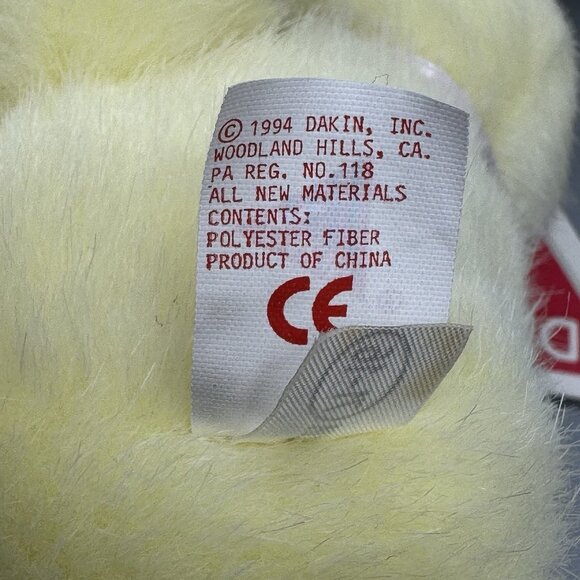 © 1994 DAKIN, INC.
WOODLAND HILLS, CA.
PA REG. NO.118
ALL NEW MATERIALS
CONTENTS:
POLYESTER FIBER
PRODUCT OF CHINA
CE
D